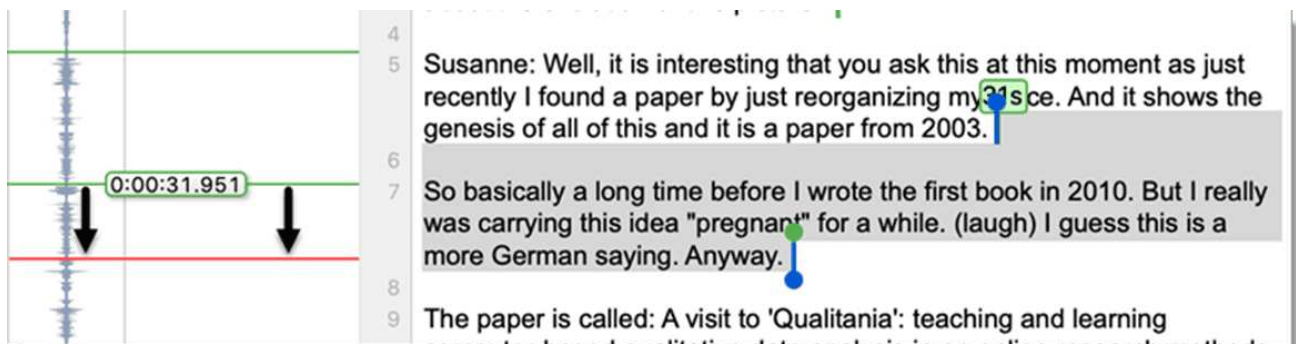 4
5 Susanne: Well, it is interesting that you ask this at this moment as just
recently I found a paper by just reorganizing my 31s ce. And it shows the
genesis of all of this and it is a paper from 2003.
6
0:00:31.951
7 So basically a long time before I wrote the first book in 2010. But I really
was carrying this idea "pregnant" for a while. (laugh) I guess this is a
more German saying. Anyway.
8
9 The paper is called: A visit to 'Qualitania': teaching and learning